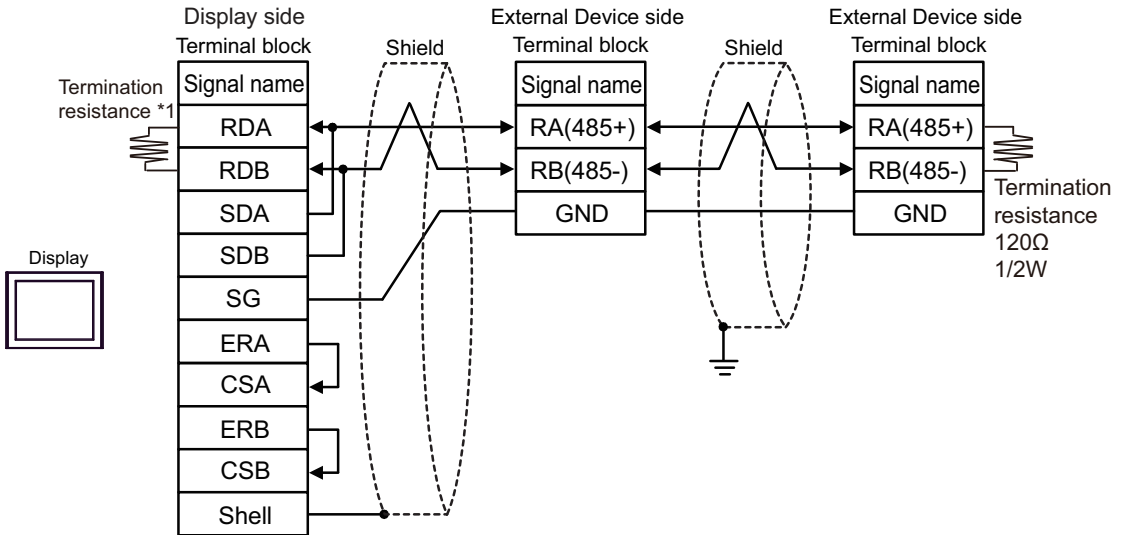 Display side
Terminal block
Signal name
RDA
RDB
SDA
SDB
SG
ERA
CSA
ERB
CSB
Shell
Termination
resistance *1
Display
Shield
External Device side
Terminal block
Signal name
RA(485+)
RB(485-)
GND
Shield
External Device side
Terminal block
Signal name
RA(485+)
RB(485-)
GND
Termination
resistance
120Ω
1/2W